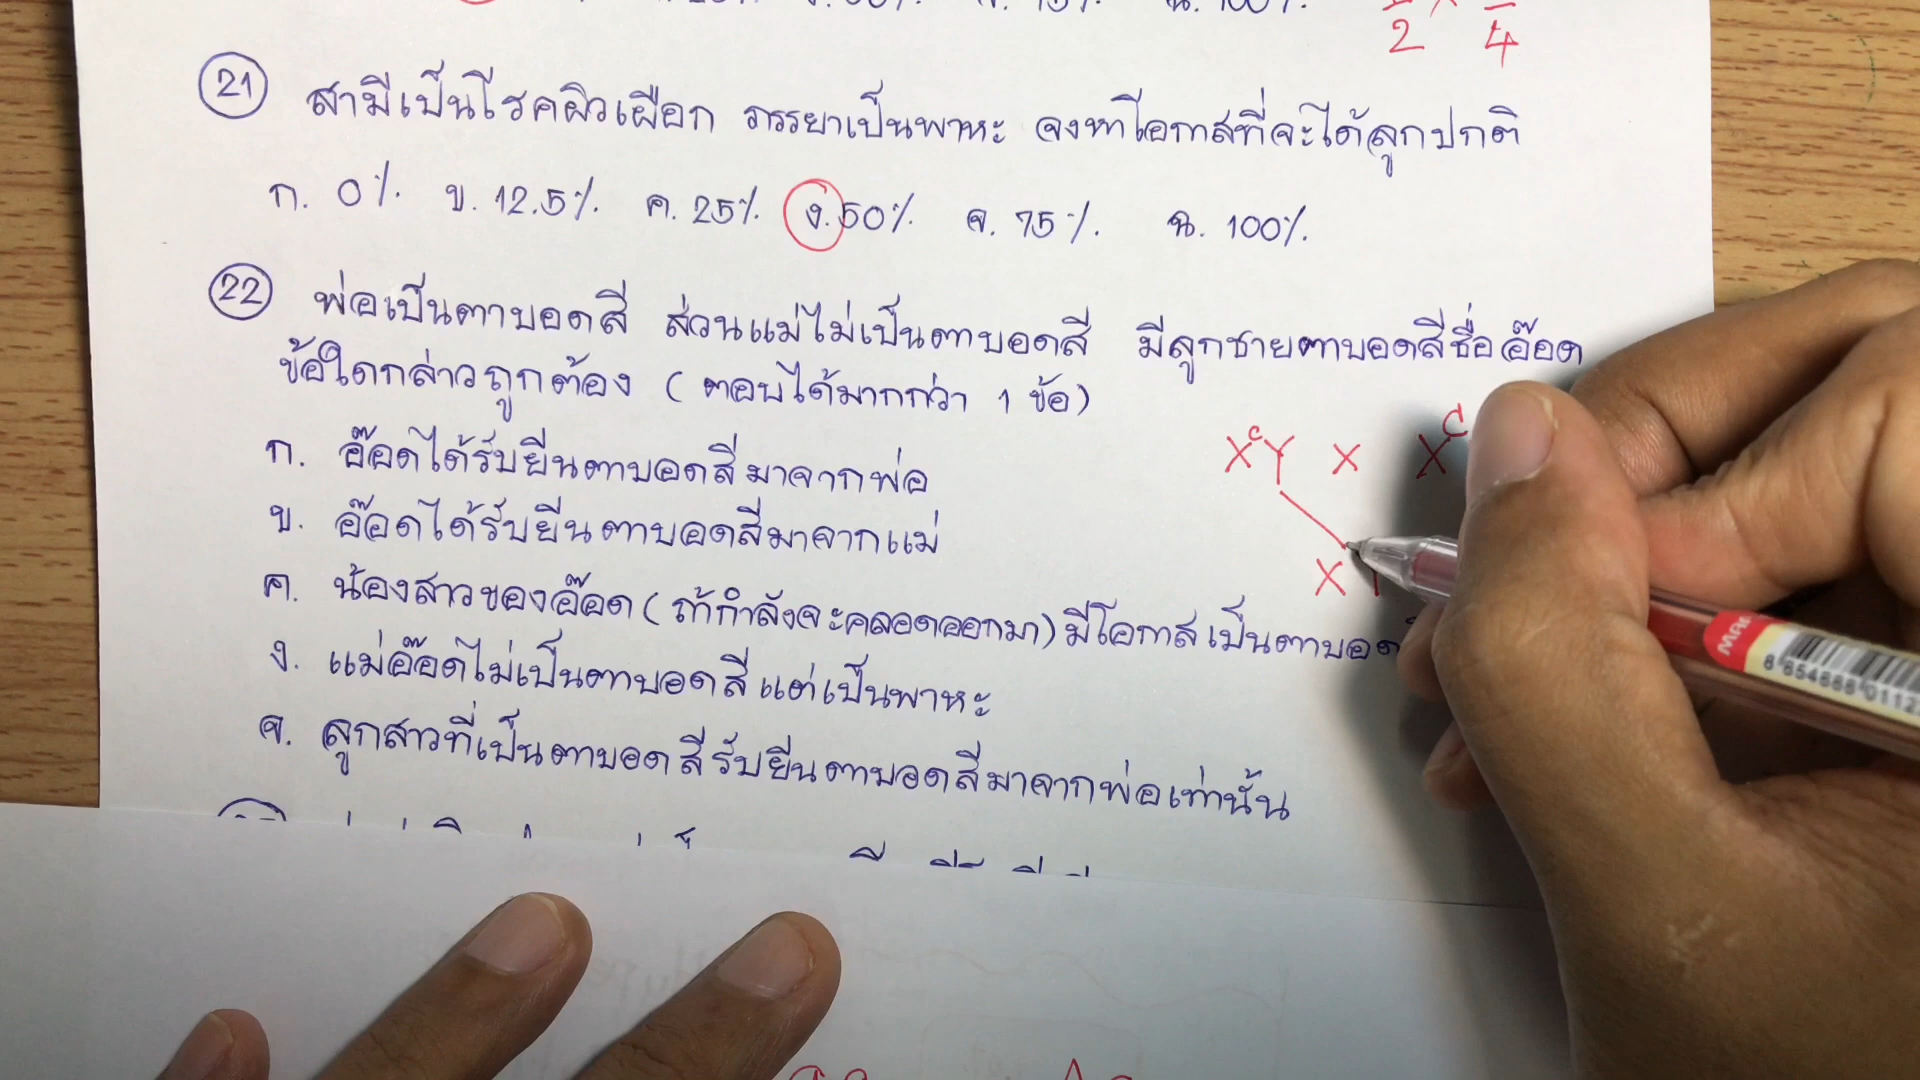 2 4
21 สามีเป็นโรคผิวเผือก ภรรยาเป็นพาหะ จงหาโอกาสที่จะได้ลูกปกติ
ก. 0% ข. 12.5% ค. 25% ง. 50% จ. 75% ฉ. 100%
22 พ่อเป็นตาบอดสี ส่วนแม่ไม่เป็นตาบอดสี มีลูกชายตาบอดสีชื่ออ๊อด
ข้อใดกล่าวถูกต้อง (ตอบได้มากกว่า 1 ข้อ)
XᶜY X Xᶜ
ก. อ๊อดได้รับยีนตาบอดสีมาจากพ่อ
ข. อ๊อดได้รับยีนตาบอดสีมาจากแม่
X
ค. น้องสาวของอ๊อด (ถ้ากำลังจะคลอดออกมา) มีโอกาสเป็นตาบอด
ง. แม่อ๊อดไม่เป็นตาบอดสีแต่เป็นพาหะ
จ. ลูกสาวที่เป็นตาบอดสีรับยีนตาบอดสีมาจากพ่อเท่านั้น